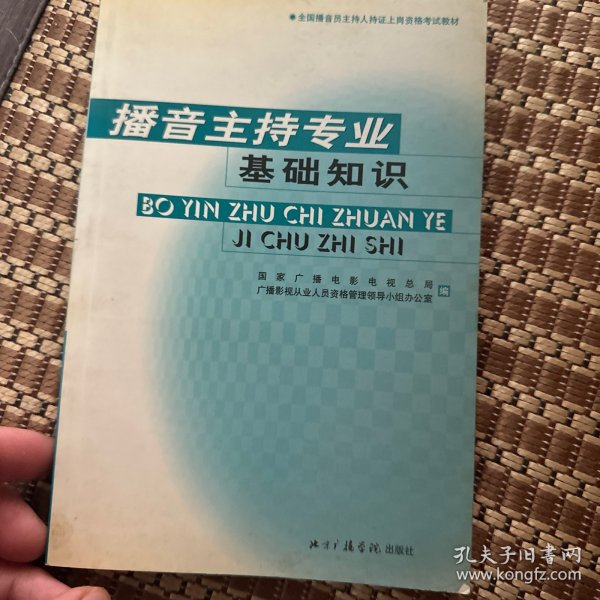 全国播音员主持人持证上岗资格考试教材
播音主持专业
基础知识
BO YIN ZHU CHI ZHUAN YE
JI CHU ZHI SHI
国家广播电影电视总局
广播影视从业人员资格管理领导小组办公室 编
北京广播学院出版社
孔夫子旧书网
www.kongfz.com